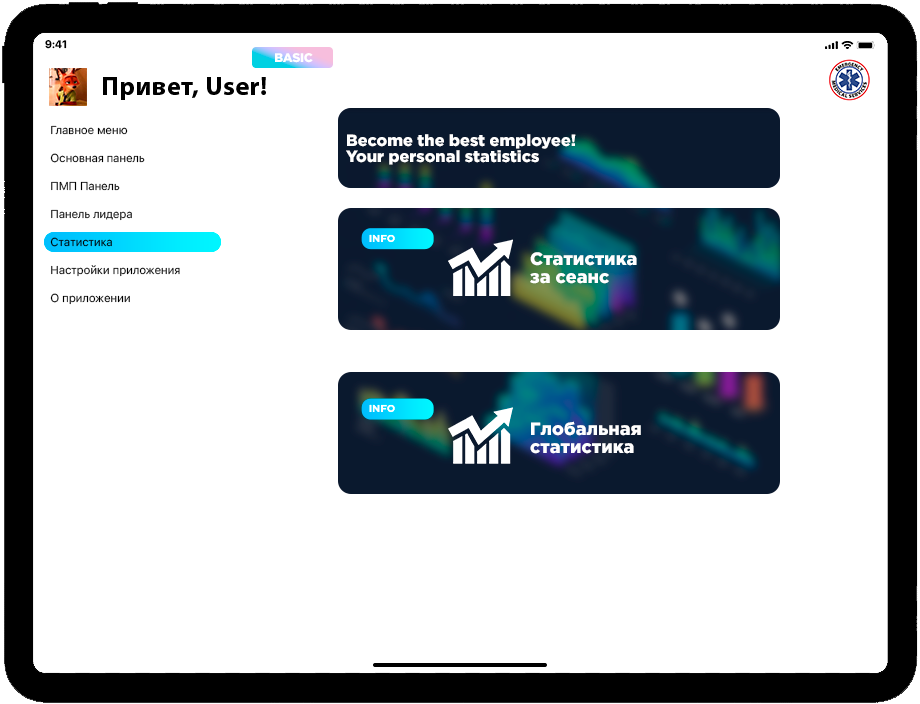 9:41
BASIC
Привет, User!
EMERGENCY
MEDICAL SERVICES
Главное меню
Основная панель
ПМП Панель
Панель лидера
Статистика
Настройки приложения
О приложении
Become the best employee!
Your personal statistics
INFO
Статистика
за сеанс
INFO
Глобальная
статистика